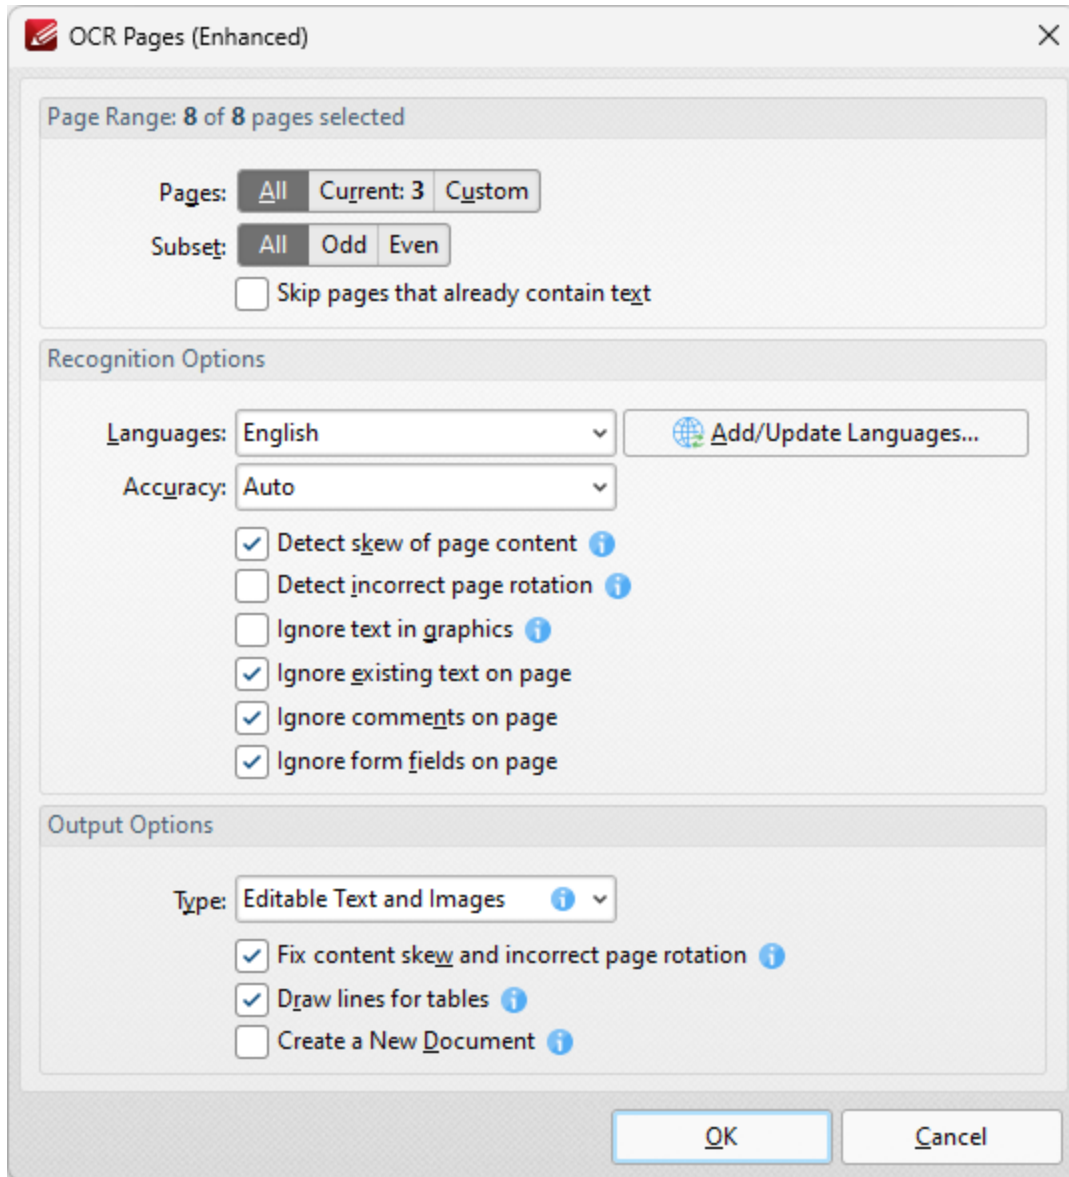 OCR Pages (Enhanced)
Page Range: 8 of 8 pages selected
Pages: All Current: 3 Custom
Subset: All Odd Even
Skip pages that already contain text
Recognition Options
Languages: English Add/Update Languages...
Accuracy: Auto
Detect skew of page content
Detect incorrect page rotation
Ignore text in graphics
Ignore existing text on page
Ignore comments on page
Ignore form fields on page
Output Options
Type: Editable Text and Images
Fix content skew and incorrect page rotation
Draw lines for tables
Create a New Document
OK Cancel